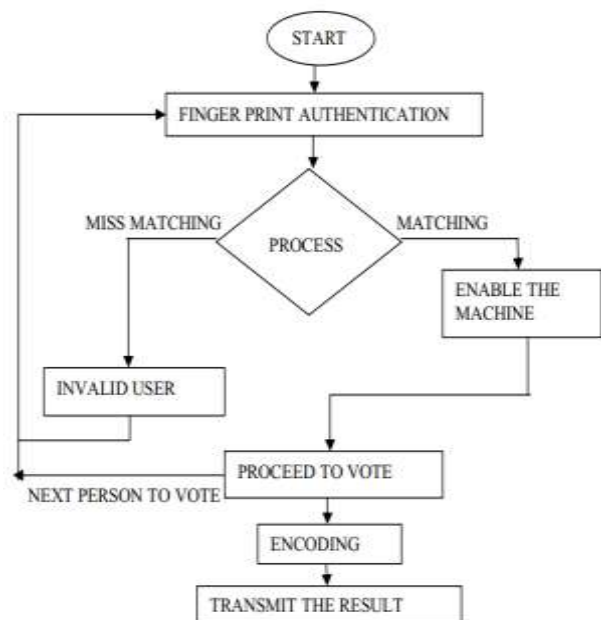 START
FINGER PRINT AUTHENTICATION
MISS MATCHING
MATCHING
PROCESS
ENABLE THE
MACHINE
INVALID USER
PROCEED TO VOTE
NEXT PERSON TO VOTE
ENCODING
TRANSMIT THE RESULT